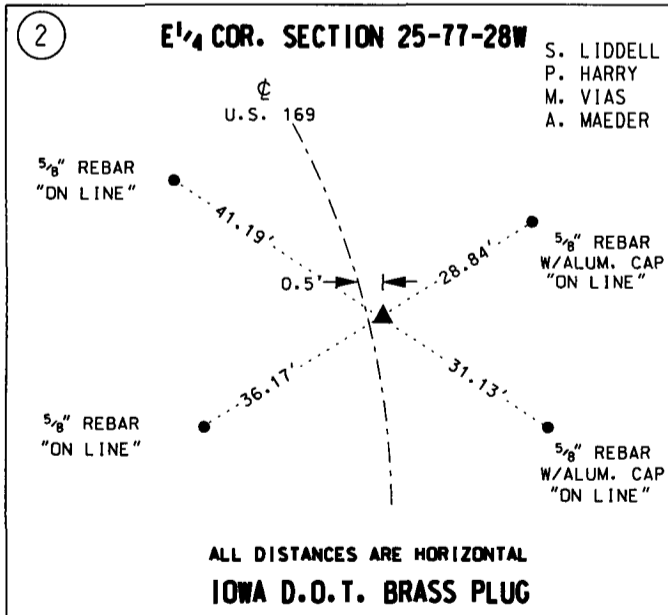 2
E1/4 COR. SECTION 25-77-28W
S. LIDDELL
P. HARRY
M. VIAS
A. MAEDER
℄
U.S. 169
5/8" REBAR
"ON LINE"
41.19'
28.84'
5/8" REBAR
W/ALUM. CAP
"ON LINE"
0.5'
36.17'
31.13'
5/8" REBAR
"ON LINE"
5/8" REBAR
W/ALUM. CAP
"ON LINE"
ALL DISTANCES ARE HORIZONTAL
IOWA D.O.T. BRASS PLUG